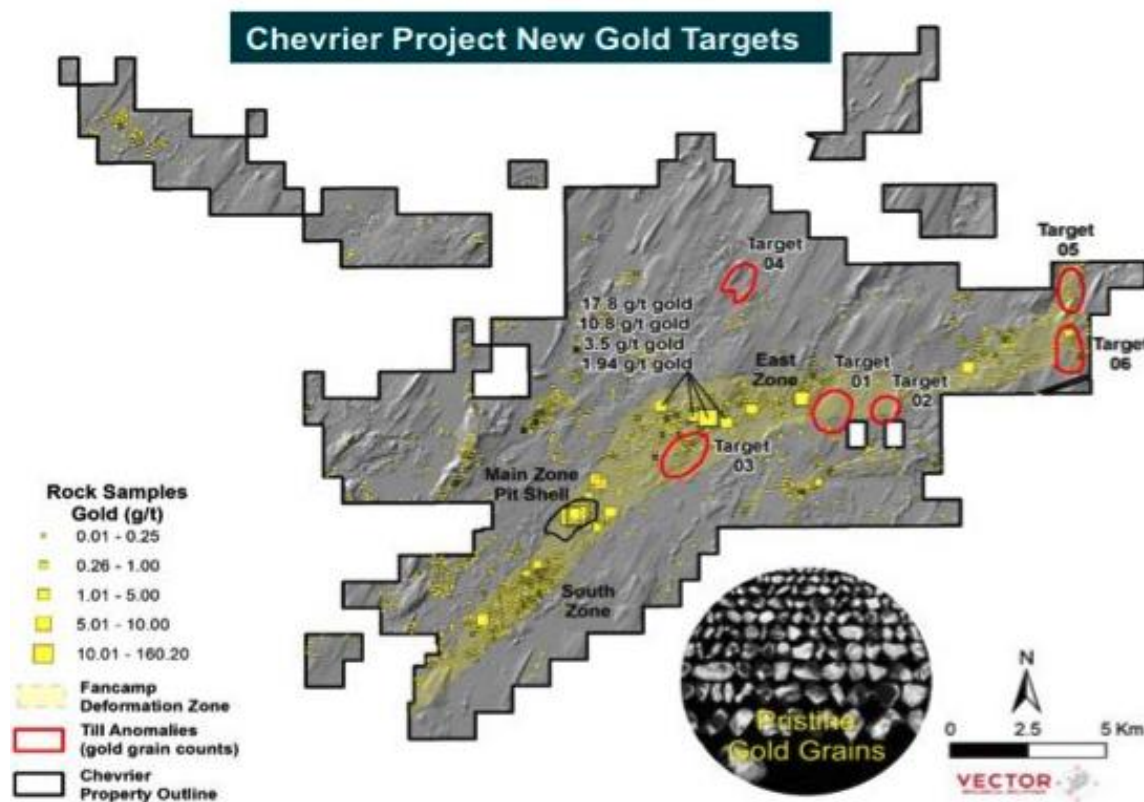 Chevrier Project New Gold Targets
Target
05
Target
04
17.8 g/t gold
10.8 g/t gold
3.5 g/t gold
1.94 g/t gold
East
Zone
Target
01
Target
02
Target
06
Target
03
Main Zone
Pit Shell
South
Zone
Rock Samples
Gold (g/t)
0.01 - 0.25
0.26 - 1.00
1.01 - 5.00
5.01 - 10.00
10.01 - 160.20
Fancamp
Deformation Zone
Till Anomalies
(gold grain counts)
Chevrier
Property Outline
Pristine
Gold Grains
N
0 2.5 5 Km
VECTOR